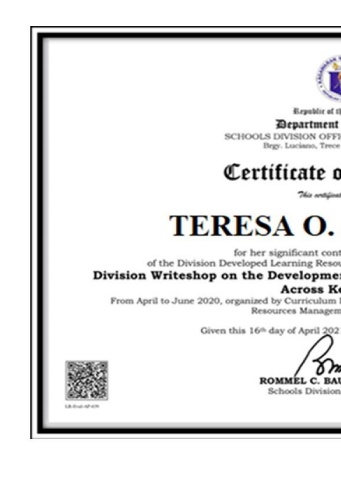 Republic of th
Department
SCHOOLS DIVISION OFFI
Brgy. Luciano, Trece
Certificate o
This
TERESA O.
for her significant cont
of the Division Developed Learning Resou
Division Writeshop on the Developme
Across Ke
From April to June 2020, organized by Curriculum I
Resources Managem
Given this 16th day of April 202
ROMMEL C. BAU
Schools Division